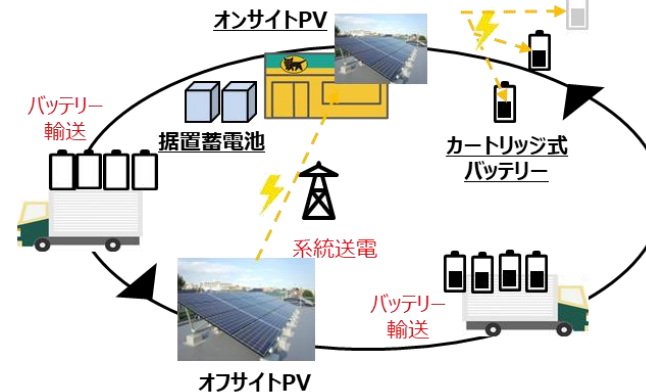 オンサイトPV
バッテリー
輸送
据置蓄電池
カートリッジ式
バッテリー
系統送電
バッテリー
輸送
オフサイトPV